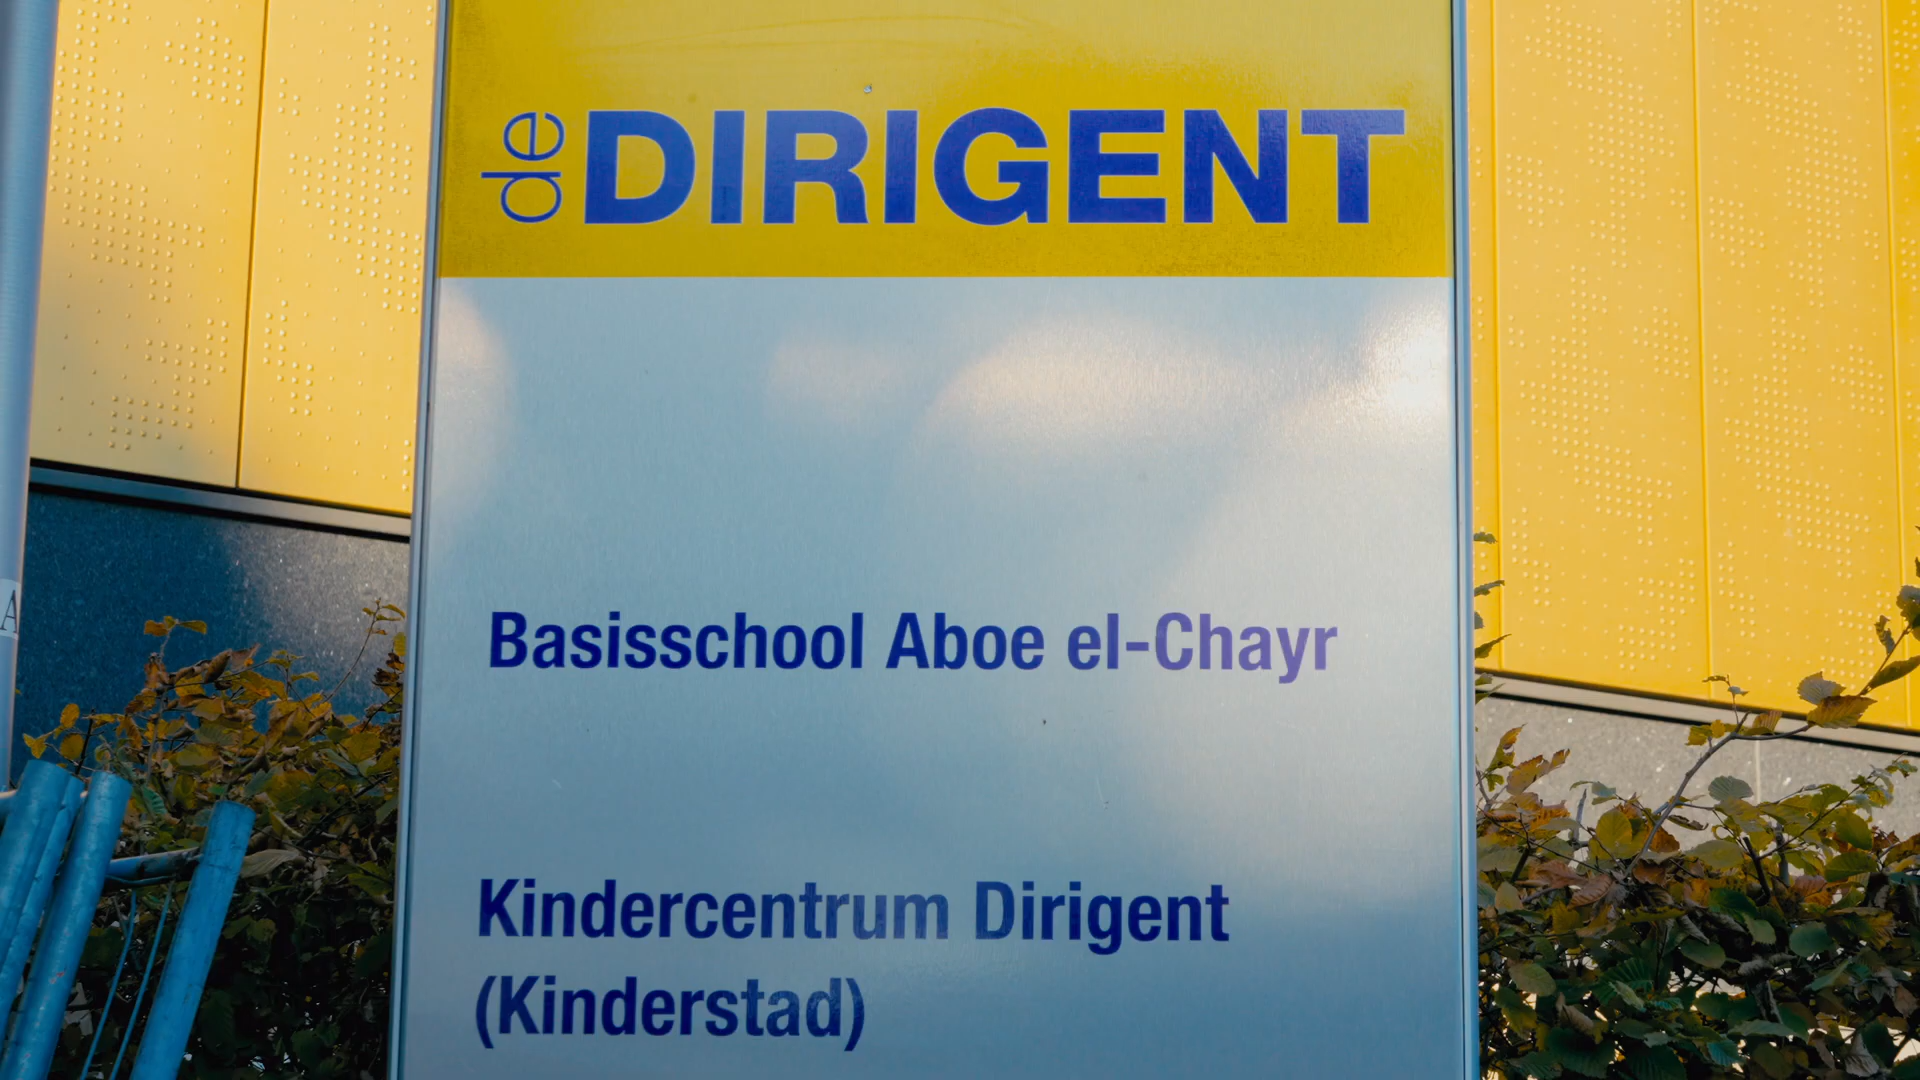 de DIRIGENT
Basisschool Aboe el-Chayr
Kindercentrum Dirigent
(Kinderstad)
A